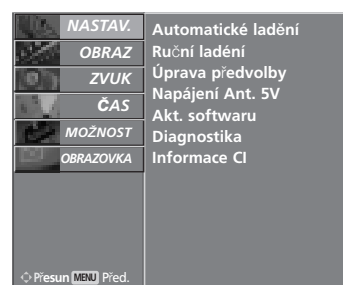 NASTAV.
OBRAZ
ZVUK
ČAS
MOŽNOST
OBRAZOVKA
Automatické ladění
Ruční ladéní
Úprava předvolby
Napájení Ant. 5V
Akt. softwaru
Diagnostika
Informace CI
Přesun MENU Před.